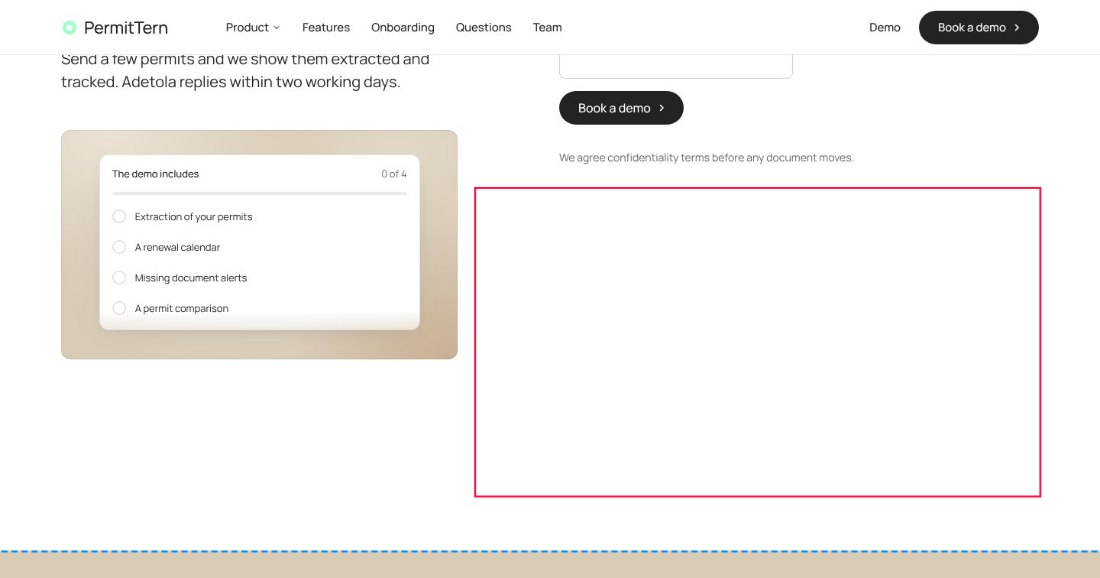 PermitTern
Product
Features
Onboarding
Questions
Team
Demo
Book a demo
Send a few permits and we show them extracted and
tracked. Adetola replies within two working days.
The demo includes
0 of 4
Extraction of your permits
A renewal calendar
Missing document alerts
A permit comparison
Book a demo
We agree confidentiality terms before any document moves.